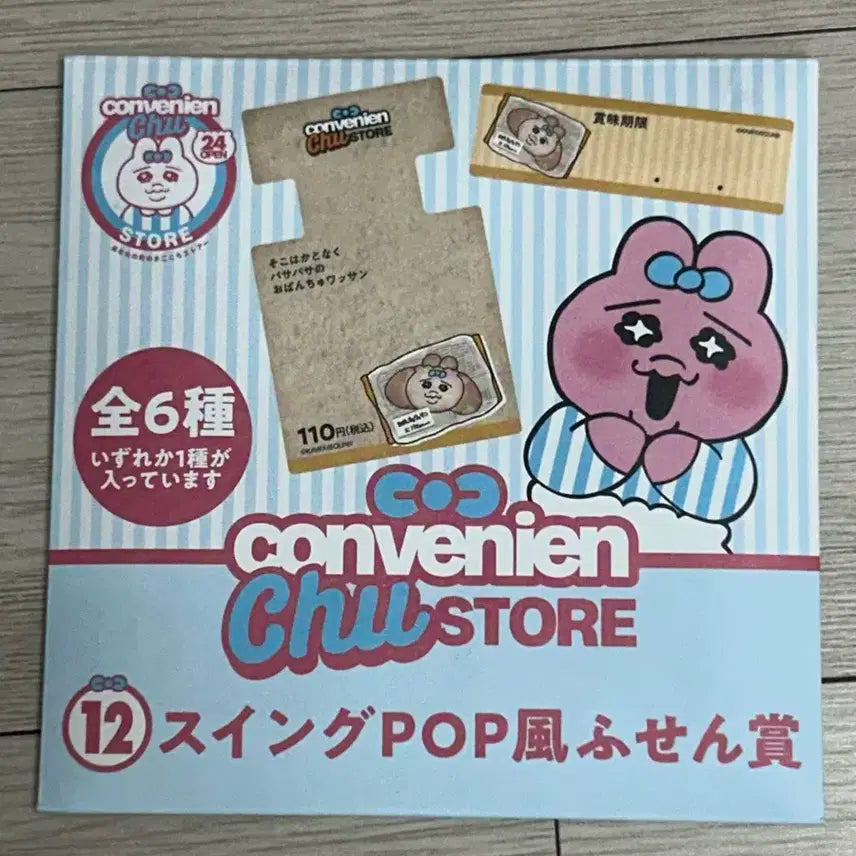 convenien
Chu
24
OPEN
STORE
convenien
Chu STORE
そこはかとなく
パサパサの
おぱんちゅワッサン
110円(税込)
賞味期限
全6種
いずれか1種が
入っています
convenien
Chu STORE
12 スイングPOP風ふせん賞